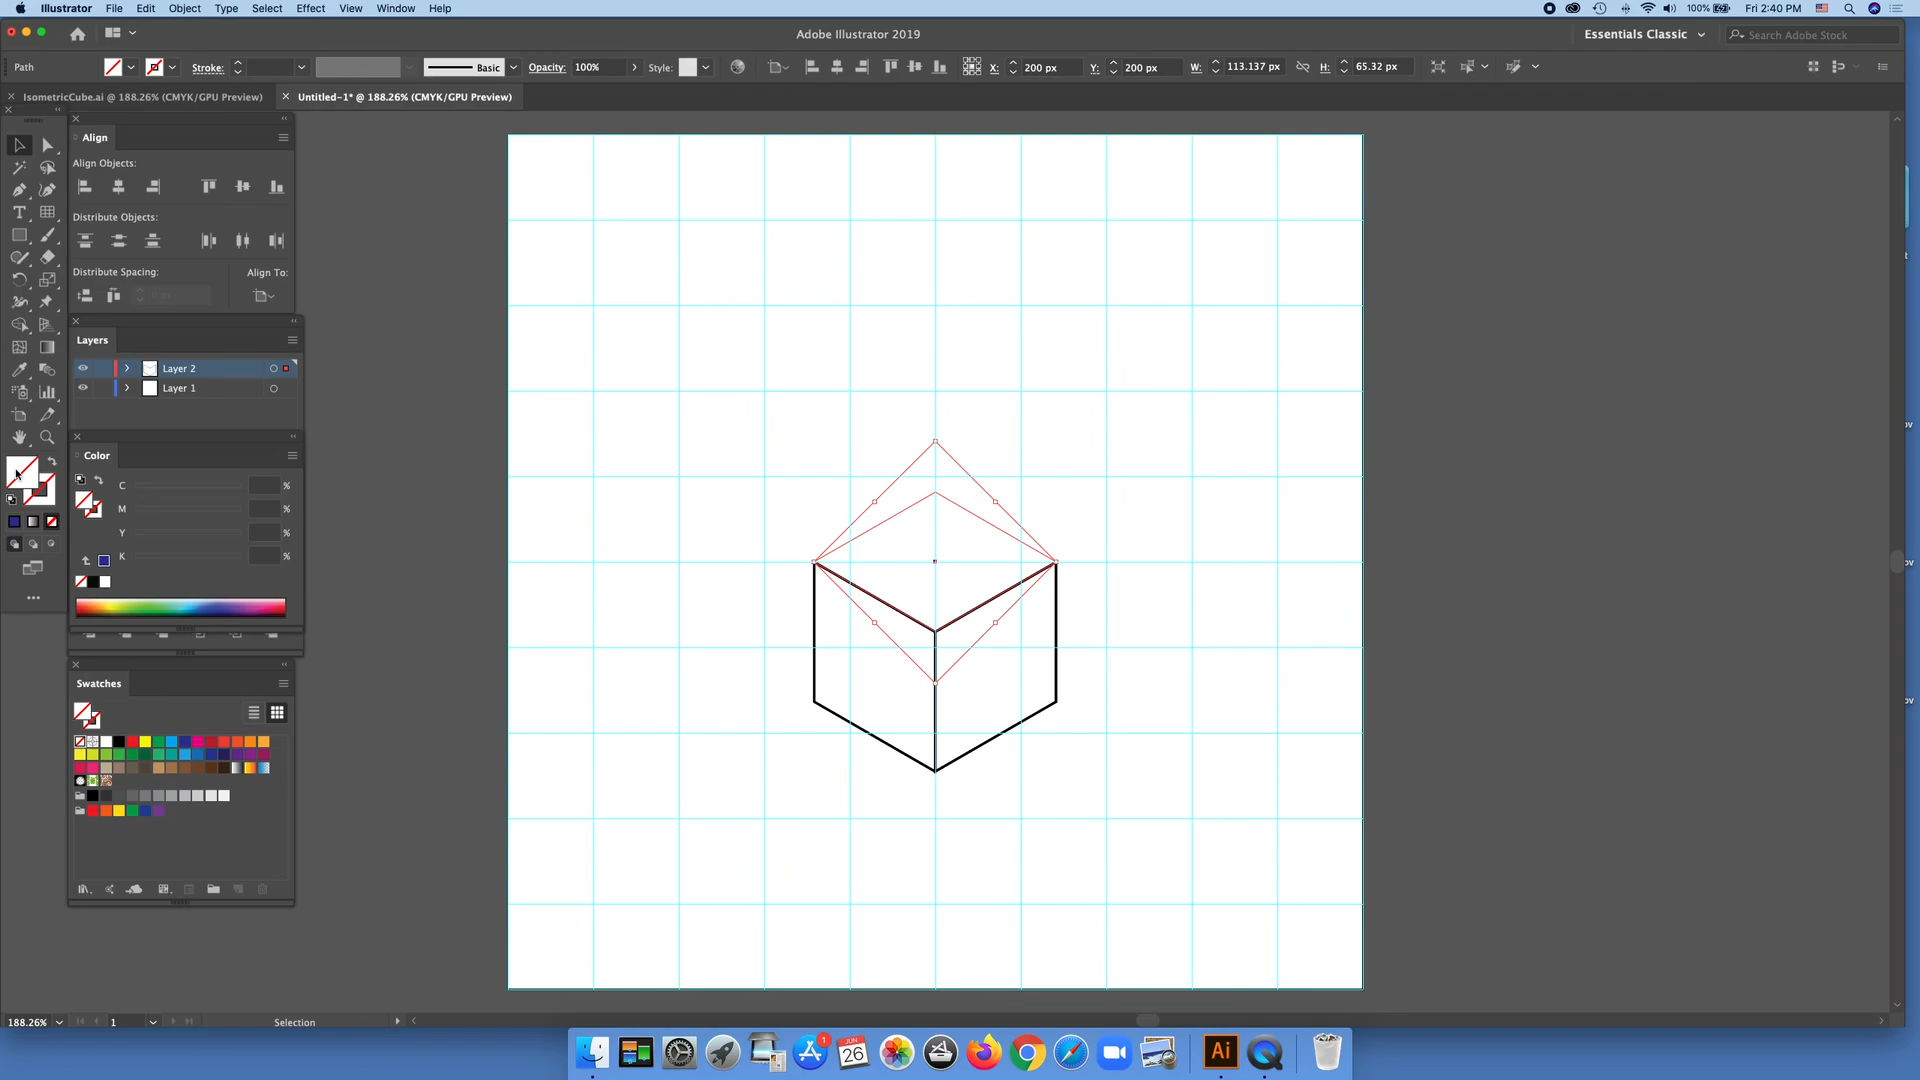 Illustrator File Edit Object Type Select Effect View Window Help
100% Fri 2:40 PM
Adobe Illustrator 2019
Essentials Classic
Search Adobe Stock
Path Stroke: Basic Opacity: 100% Style: X: 200 px Y: 200 px W: 113.137 px H: 65.32 px
IsometricCube.ai @ 188.26% (CMYK/GPU Preview)
Untitled-1* @ 188.26% (CMYK/GPU Preview)
Align
Align Objects:
Distribute Objects:
Distribute Spacing: Align To:
Layers
Layer 2
Layer 1
Color
C %
M %
Y %
K %
Swatches
188.26% 1 Selection
1
JUN
26
Ai